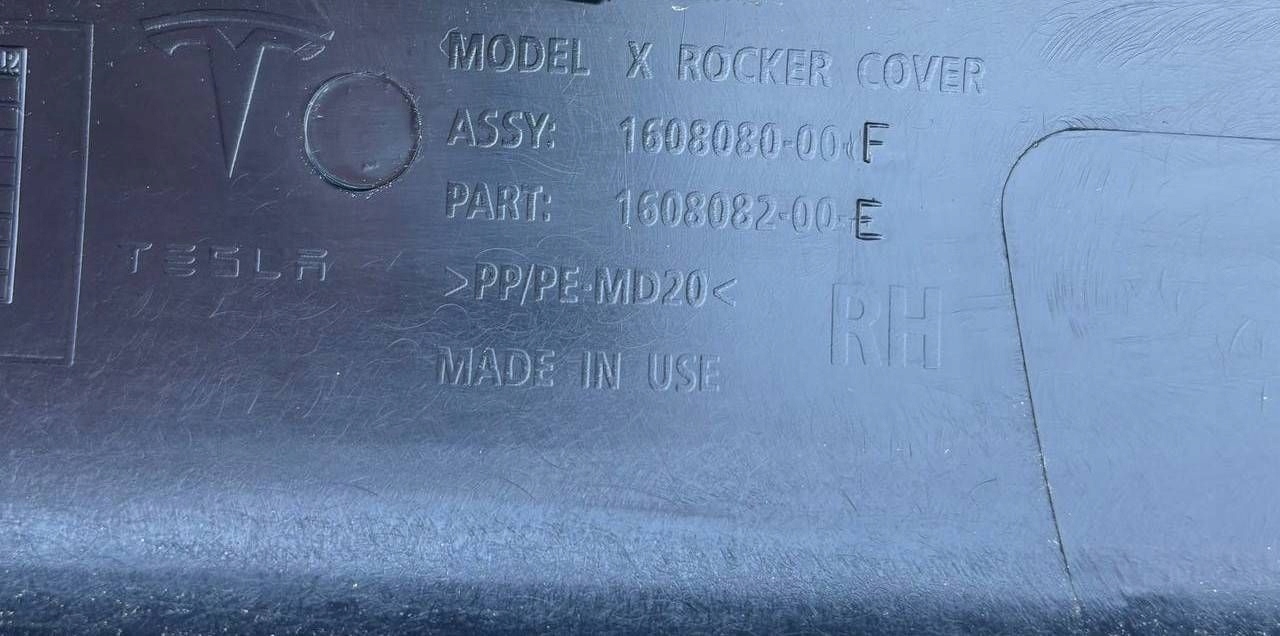 MODEL X ROCKER COVER
ASSY: 1608080-00-F
PART: 1608082-00-E
TESLA
>PP/PE-MD20<
RH
MADE IN USE